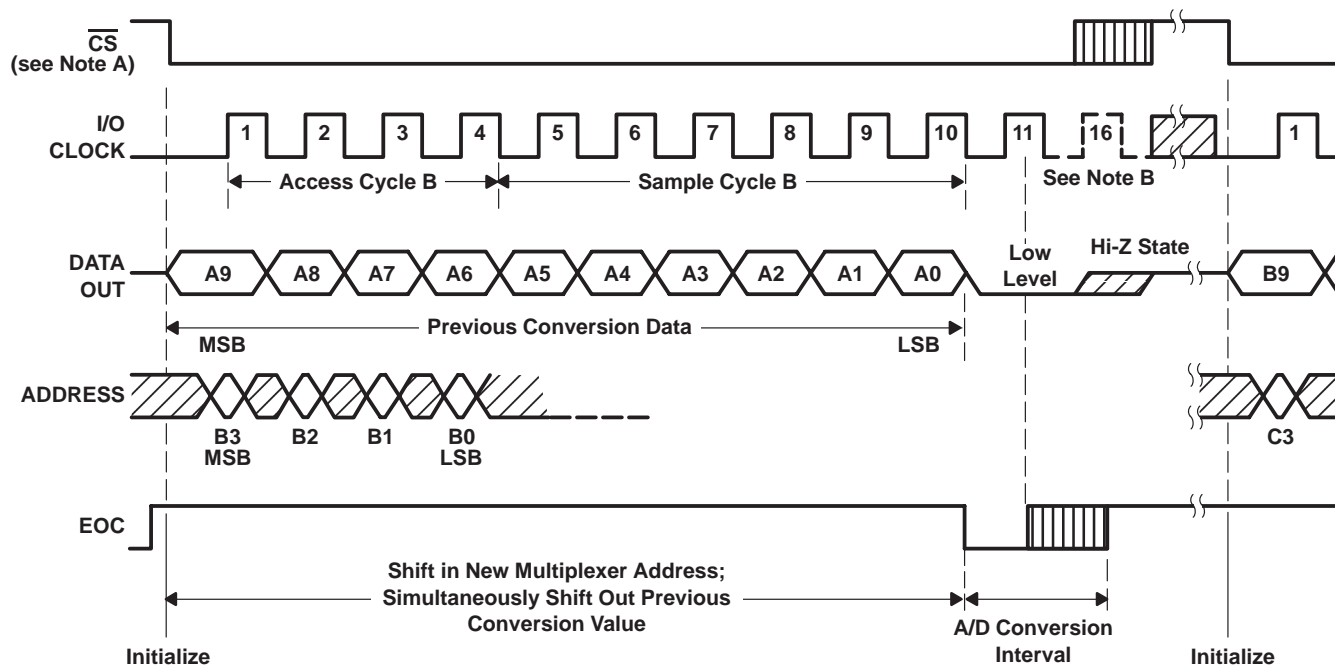 CS
(see Note A)
I/O
CLOCK
1 2 3 4 5 6 7 8 9 10 11 16 1
Access Cycle B
Sample Cycle B
See Note B
DATA
OUT
A9 A8 A7 A6 A5 A4 A3 A2 A1 A0
Low
Level
Hi-Z State
B9
Previous Conversion Data
MSB
LSB
ADDRESS
B3 B2 B1 B0
MSB LSB
C3
EOC
Shift in New Multiplexer Address;
Simultaneously Shift Out Previous
Conversion Value
A/D Conversion
Interval
Initialize
Initialize